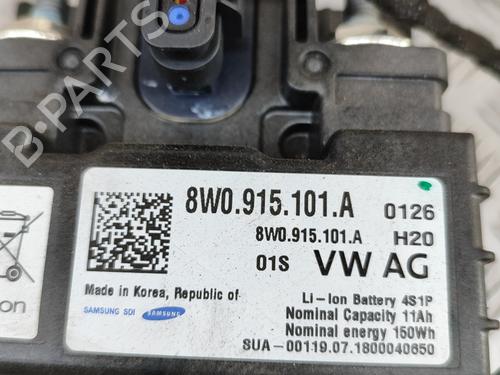 B-PARTS
8W0.915.101.A 0126
8W0.915.101.A H20
01S VW AG
Made in Korea, Republic of
SAMSUNG SDI SAMSUNG
Li-Ion Battery 4S1P
Nominal Capacity 11Ah
Nominal energy 150Wh
SUA-00119.07.1800040650
on